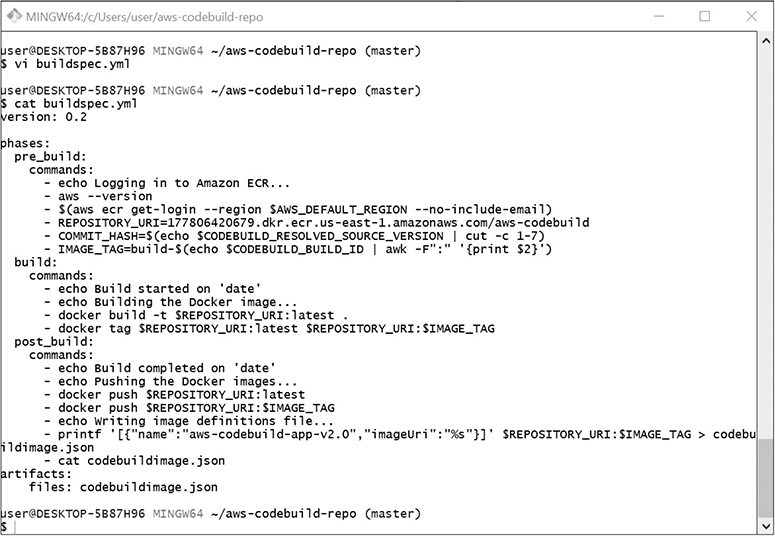 MINGW64:/c/Users/user/aws-codebuild-repo
user@DESKTOP-5B87H96 MINGW64 ~/aws-codebuild-repo (master)
$ vi buildspec.yml
user@DESKTOP-5B87H96 MINGW64 ~/aws-codebuild-repo (master)
$ cat buildspec.yml
version: 0.2
phases:
  pre_build:
    commands:
      - echo Logging in to Amazon ECR...
      - aws --version
      - $(aws ecr get-login --region $AWS_DEFAULT_REGION --no-include-email)
      - REPOSITORY_URI=177806420679.dkr.ecr.us-east-1.amazonaws.com/aws-codebuild
      - COMMIT_HASH=$(echo $CODEBUILD_RESOLVED_SOURCE_VERSION | cut -c 1-7)
      - IMAGE_TAG=build-$(echo $CODEBUILD_BUILD_ID | awk -F":" '{print $2}')
  build:
    commands:
      - echo Build started on 'date'
      - echo Building the Docker image...
      - docker build -t $REPOSITORY_URI:latest .
      - docker tag $REPOSITORY_URI:latest $REPOSITORY_URI:$IMAGE_TAG
  post_build:
    commands:
      - echo Build completed on 'date'
      - echo Pushing the Docker images...
      - docker push $REPOSITORY_URI:latest
      - docker push $REPOSITORY_URI:$IMAGE_TAG
      - echo Writing image definitions file...
      - printf '[{"name":"aws-codebuild-app-v2.0","imageUri":"%s"}]' $REPOSITORY_URI:$IMAGE_TAG > codebu
ildimage.json
      - cat codebuildimage.json
artifacts:
    files: codebuildimage.json
user@DESKTOP-5B87H96 MINGW64 ~/aws-codebuild-repo (master)
$